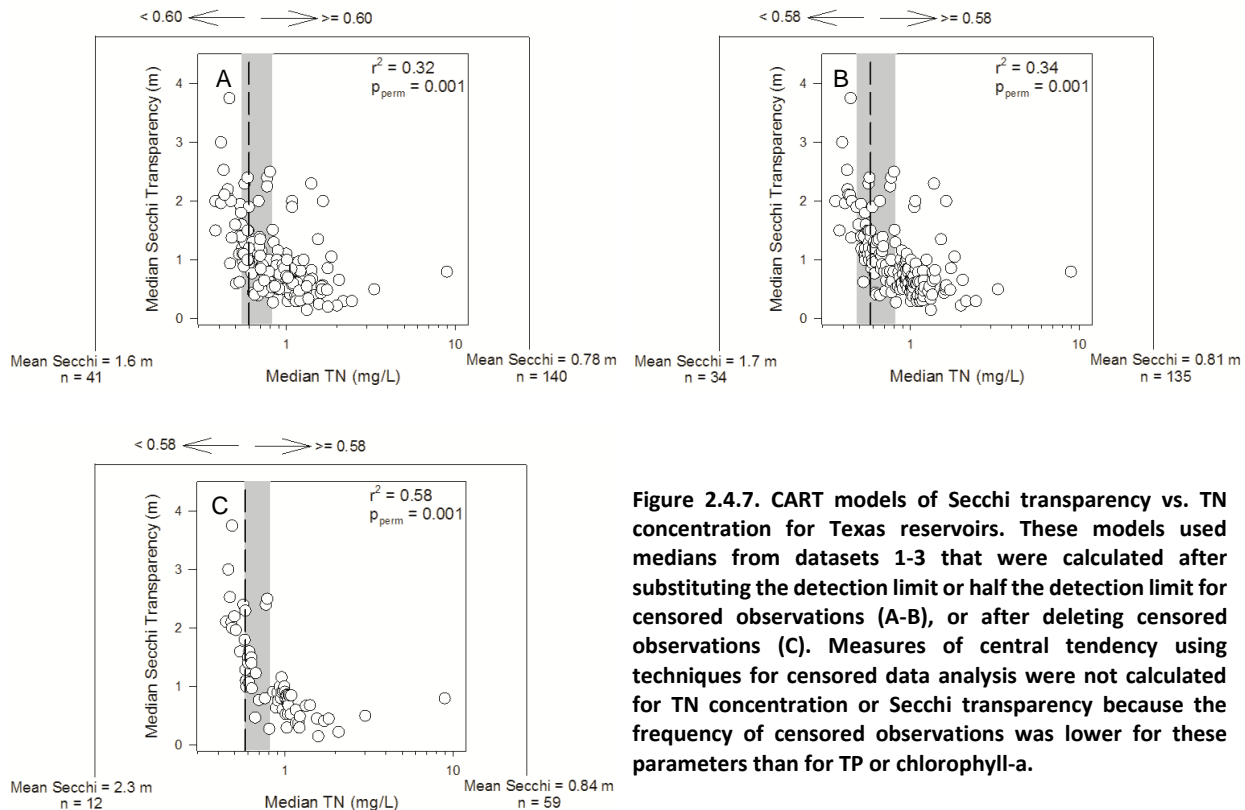 < 0.60
>= 0.60
A
r² = 0.32
p_perm = 0.001
Median Secchi Transparency (m)
4
3
2
1
0
1
10
Mean Secchi = 1.6 m
n = 41
Median TN (mg/L)
Mean Secchi = 0.78 m
n = 140
< 0.58
>= 0.58
B
r² = 0.34
p_perm = 0.001
Median Secchi Transparency (m)
4
3
2
1
0
1
10
Mean Secchi = 1.7 m
n = 34
Median TN (mg/L)
Mean Secchi = 0.81 m
n = 135
< 0.58
>= 0.58
C
r² = 0.58
p_perm = 0.001
Median Secchi Transparency (m)
4
3
2
1
0
1
10
Mean Secchi = 2.3 m
n = 12
Median TN (mg/L)
Mean Secchi = 0.84 m
n = 59
Figure 2.4.7. CART models of Secchi transparency vs. TN
concentration for Texas reservoirs. These models used
medians from datasets 1-3 that were calculated after
substituting the detection limit or half the detection limit for
censored observations (A-B), or after deleting censored
observations (C). Measures of central tendency using
techniques for censored data analysis were not calculated
for TN concentration or Secchi transparency because the
frequency of censored observations was lower for these
parameters than for TP or chlorophyll-a.